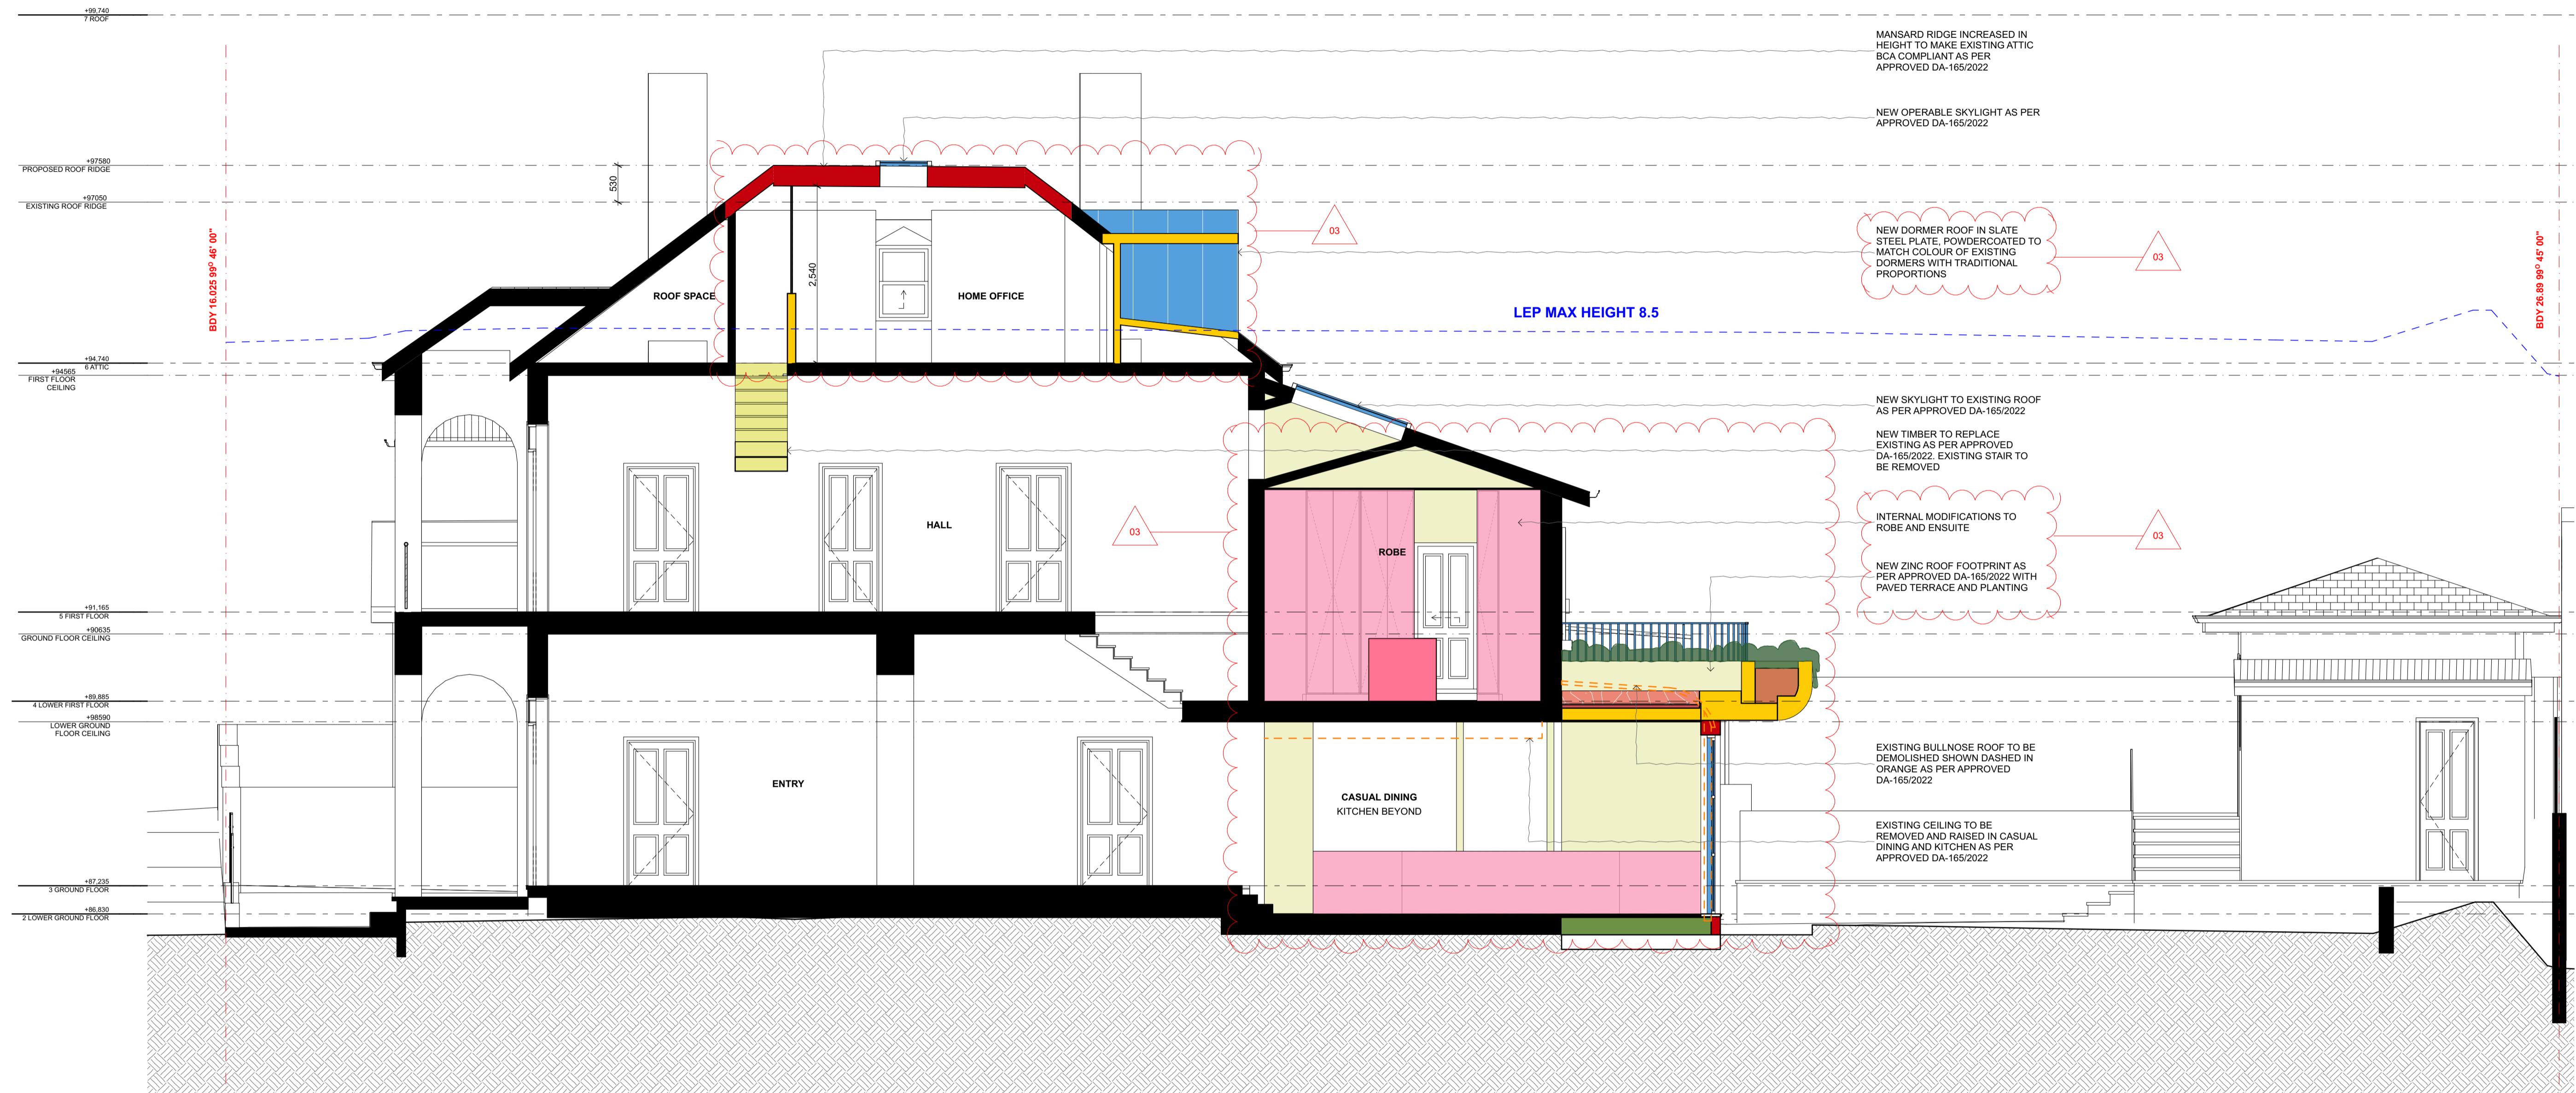 +99,740
7 ROOF
MANSARD RIDGE INCREASED IN
HEIGHT TO MAKE EXISTING ATTIC
BCA COMPLIANT AS PER
APPROVED DA-165/2022
NEW OPERABLE SKYLIGHT AS PER
APPROVED DA-165/2022
+97580
PROPOSED ROOF RIDGE
530
+97050
EXISTING ROOF RIDGE
BDY 16.025 99° 46' 00"
2,540
ROOF SPACE
HOME OFFICE
03
NEW DORMER ROOF IN SLATE
STEEL PLATE, POWDERCOATED TO
MATCH COLOUR OF EXISTING
DORMERS WITH TRADITIONAL
PROPORTIONS
03
BDY 26.89 99° 45' 00"
LEP MAX HEIGHT 8.5
+94,740
6 ATTIC
+94565
FIRST FLOOR
CEILING
NEW SKYLIGHT TO EXISTING ROOF
AS PER APPROVED DA-165/2022
NEW TIMBER TO REPLACE
EXISTING AS PER APPROVED
DA-165/2022. EXISTING STAIR TO
BE REMOVED
HALL
03
ROBE
INTERNAL MODIFICATIONS TO
ROBE AND ENSUITE
03
NEW ZINC ROOF FOOTPRINT AS
PER APPROVED DA-165/2022 WITH
PAVED TERRACE AND PLANTING
+91,165
5 FIRST FLOOR
+90635
GROUND FLOOR CEILING
+89,885
4 LOWER FIRST FLOOR
+98590
LOWER GROUND
FLOOR CEILING
EXISTING BULLNOSE ROOF TO BE
DEMOLISHED SHOWN DASHED IN
ORANGE AS PER APPROVED
DA-165/2022
ENTRY
CASUAL DINING
KITCHEN BEYOND
EXISTING CEILING TO BE
REMOVED AND RAISED IN CASUAL
DINING AND KITCHEN AS PER
APPROVED DA-165/2022
+87,235
3 GROUND FLOOR
+86,830
2 LOWER GROUND FLOOR